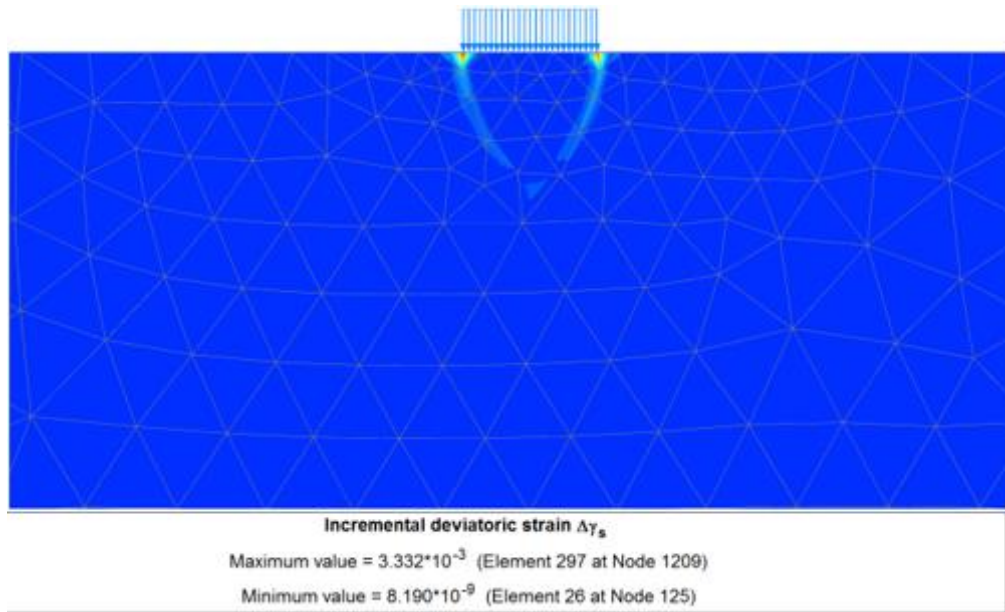 Incremental deviatoric strain Δγs
Maximum value = 3.332*10-3 (Element 297 at Node 1209)
Minimum value = 8.190*10-9 (Element 26 at Node 125)